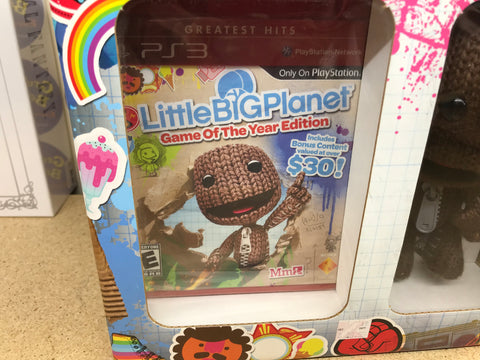 GREATEST HITS
PS3
PlayStation Network
Only On PlayStation
LittleBIGPlanet
Game Of The Year Edition
Includes
Bonus Content
valued at over
$30!
E
MmR